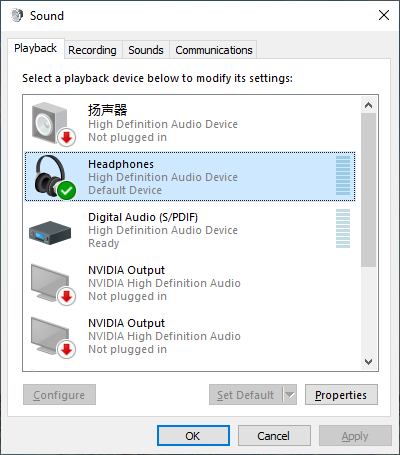 Sound
Playback
Recording
Sounds
Communications
Select a playback device below to modify its settings:
扬声器
High Definition Audio Device
Not plugged in
Headphones
High Definition Audio Device
Default Device
Digital Audio (S/PDIF)
High Definition Audio Device
Ready
NVIDIA Output
NVIDIA High Definition Audio
Not plugged in
NVIDIA Output
NVIDIA High Definition Audio
Not plugged in
Configure
Set Default
Properties
OK
Cancel
Apply